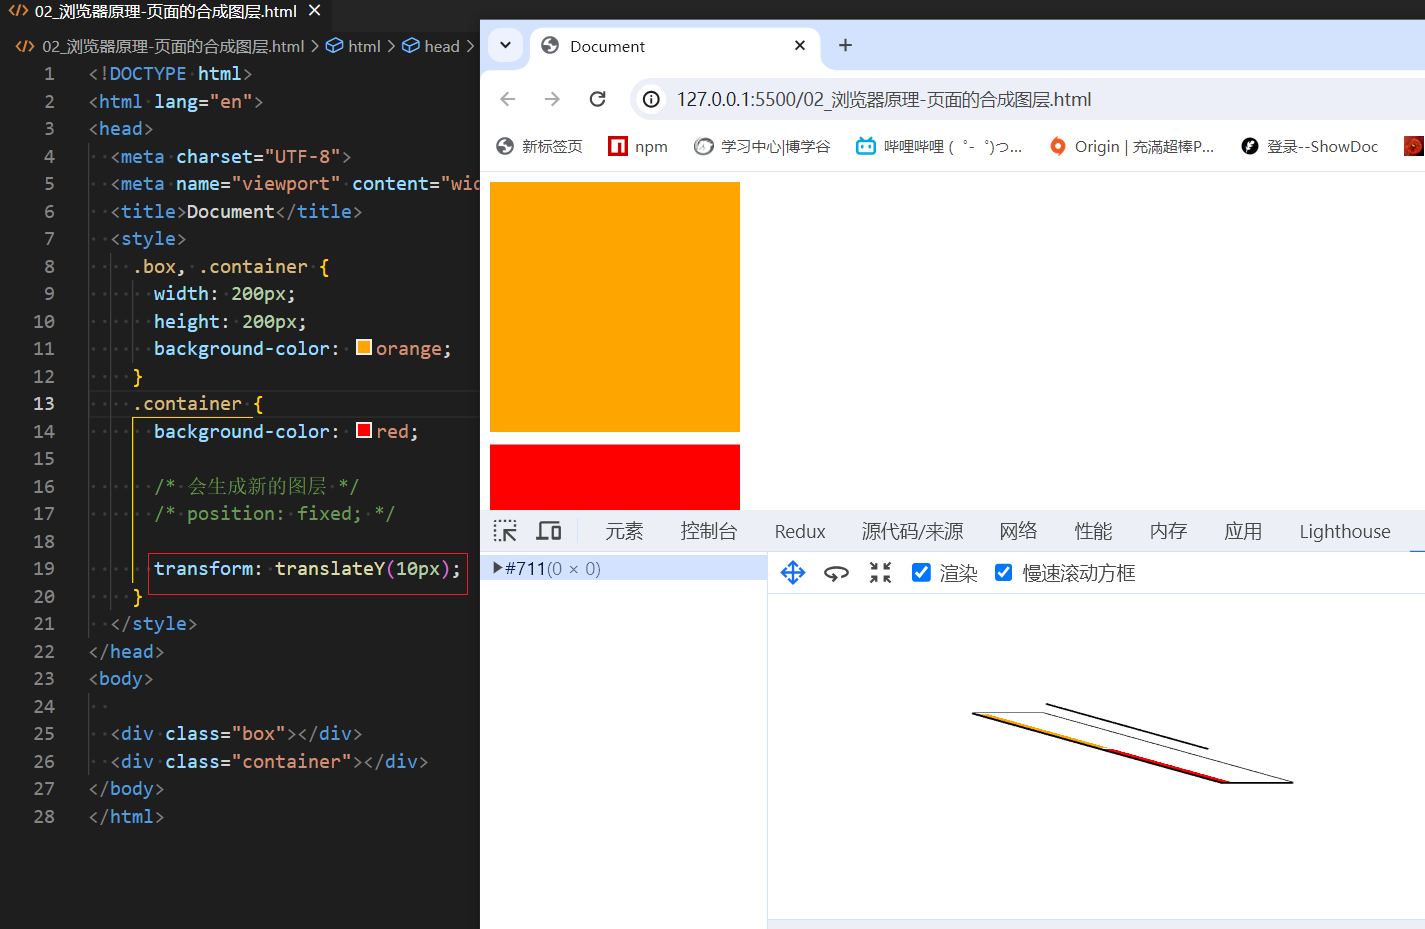 02_浏览器原理-页面的合成图层.html
02_浏览器原理-页面的合成图层.html > html > head >
1 <!DOCTYPE html>
2 <html lang="en">
3 <head>
4 <meta charset="UTF-8">
5 <meta name="viewport" content="wid
6 <title>Document</title>
7 <style>
8 .box, .container {
9 width: 200px;
10 height: 200px;
11 background-color: orange;
12 }
13 .container {
14 background-color: red;
15
16 /* 会生成新的图层 */
17 /* position: fixed; */
18
19 transform: translateY(10px);
20 }
21 </style>
22 </head>
23 <body>
24
25 <div class="box"></div>
26 <div class="container"></div>
27 </body>
28 </html>
Document
127.0.0.1:5500/02_浏览器原理-页面的合成图层.html
新标签页 npm 学习中心|博学谷 哔哩哔哩 (゜-゜)つ... Origin | 充滿超棒P... 登录--ShowDoc
元素 控制台 Redux 源代码/来源 网络 性能 内存 应用 Lighthouse
#711(0 × 0)
渲染 慢速滚动方框